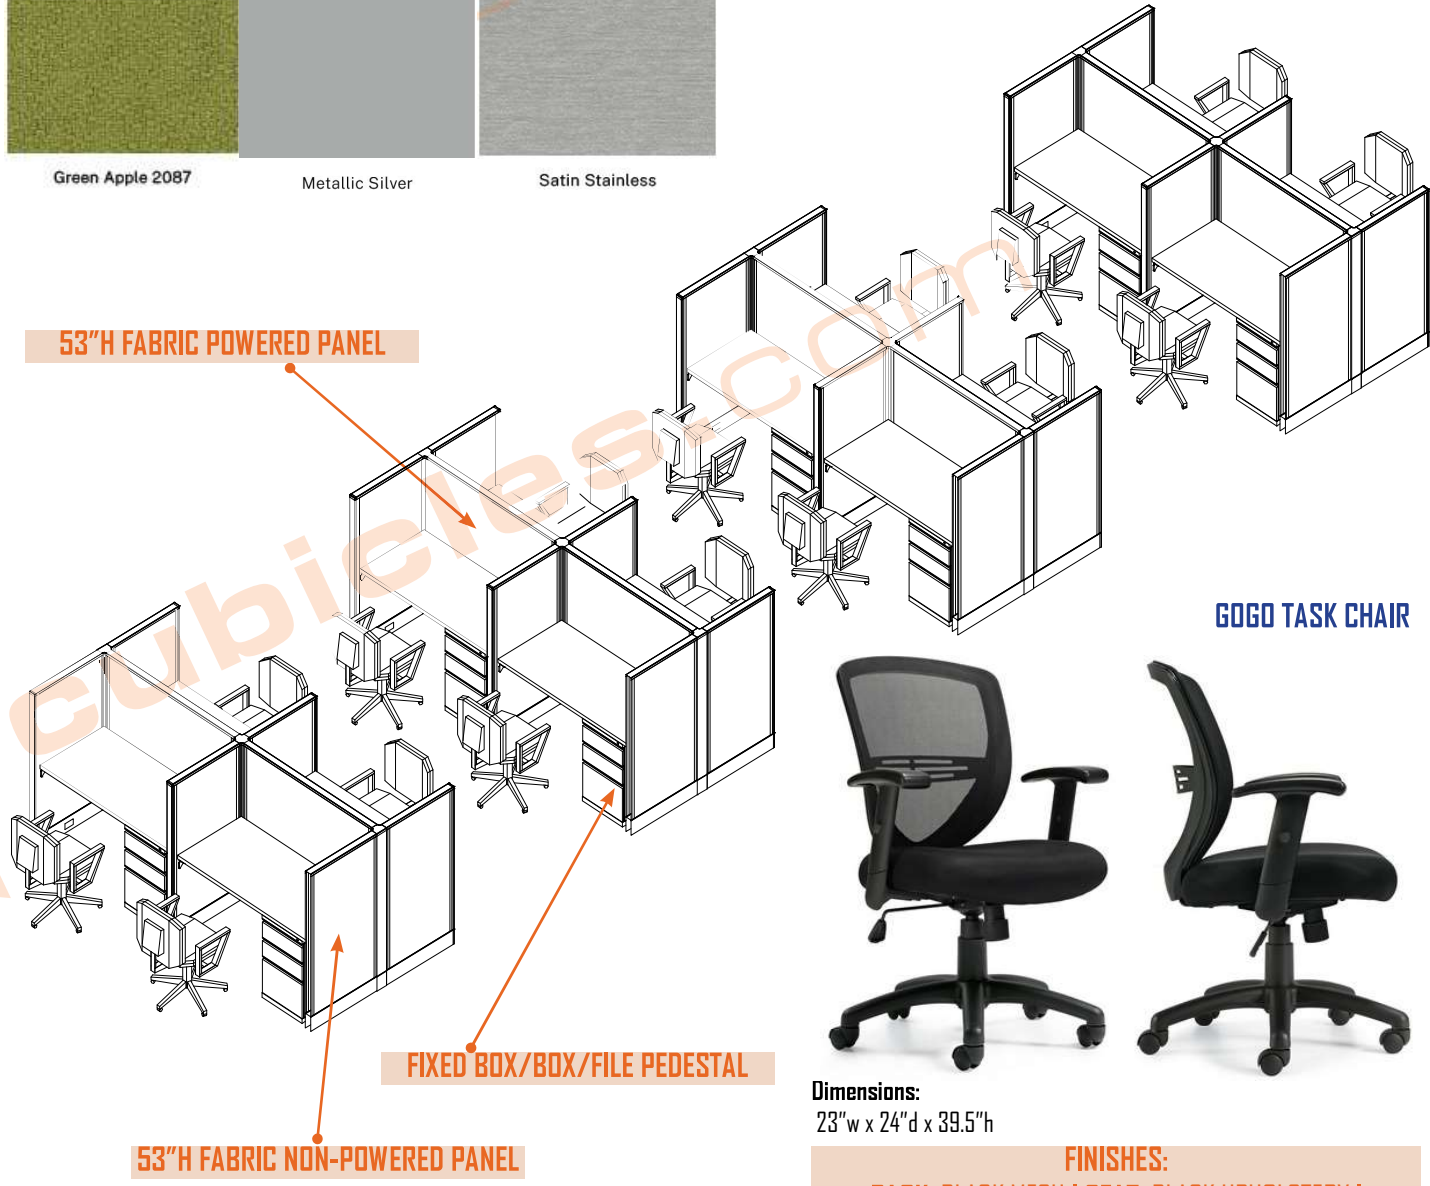 Green Apple 2087
Metallic Silver
Satin Stainless
53"H FABRIC POWERED PANEL
cubicles.com
GOGO TASK CHAIR
FIXED BOX/BOX/FILE PEDESTAL
Dimensions:
23"w x 24"d x 39.5"h
53"H FABRIC NON-POWERED PANEL
FINISHES: